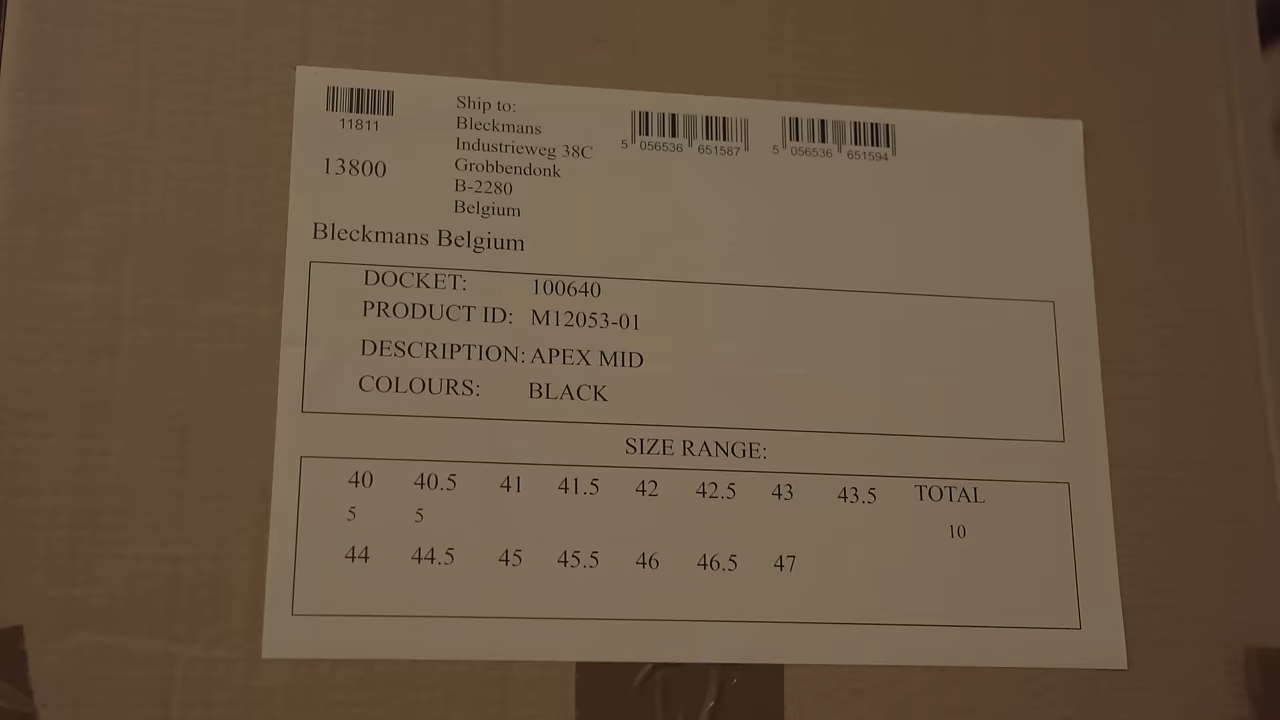 11811
13800
Ship to:
Bleckmans
Industrieweg 38C
Grobbendonk
B-2280
Belgium
5 056536 651587
5 056536 651594
Bleckmans Belgium
DOCKET: 100640
PRODUCT ID: M12053-01
DESCRIPTION: APEX MID
COLOURS: BLACK
SIZE RANGE:
40 40.5 41 41.5 42 42.5 43 43.5 TOTAL
5 5 10
44 44.5 45 45.5 46 46.5 47